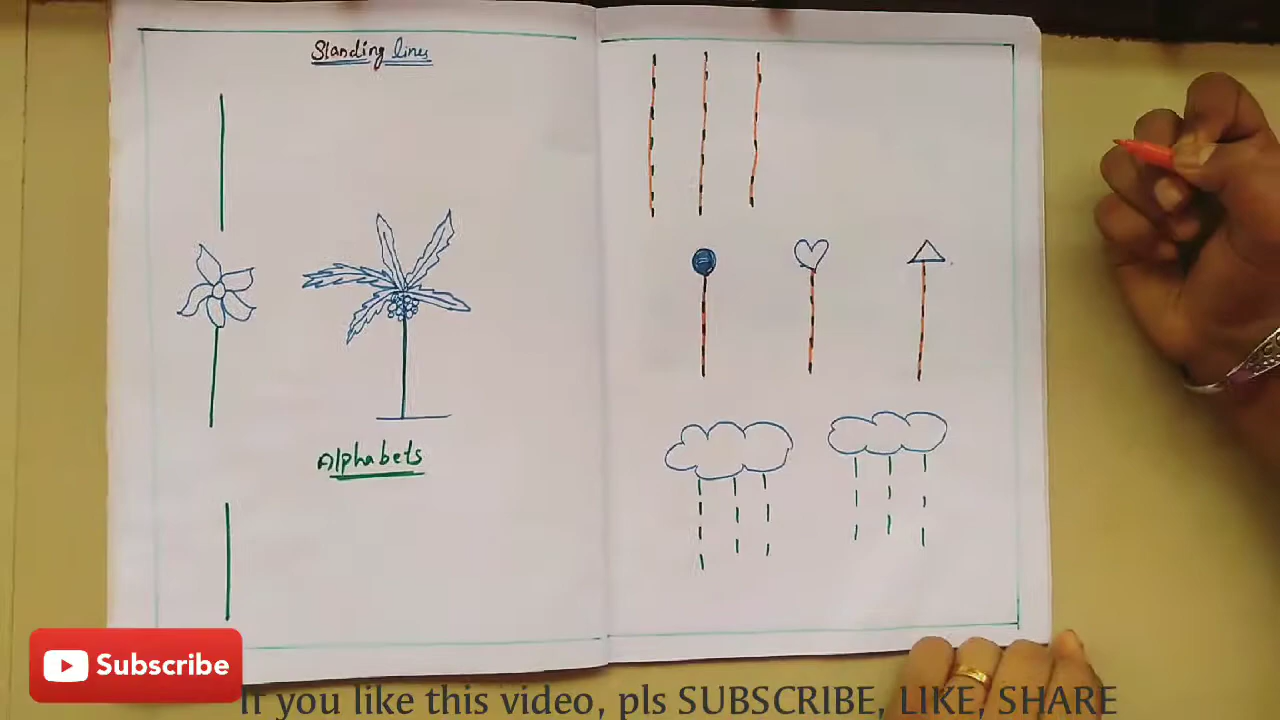 Standing lines
Alphabets
Subscribe
If you like this video, pls SUBSCRIBE, LIKE, SHARE